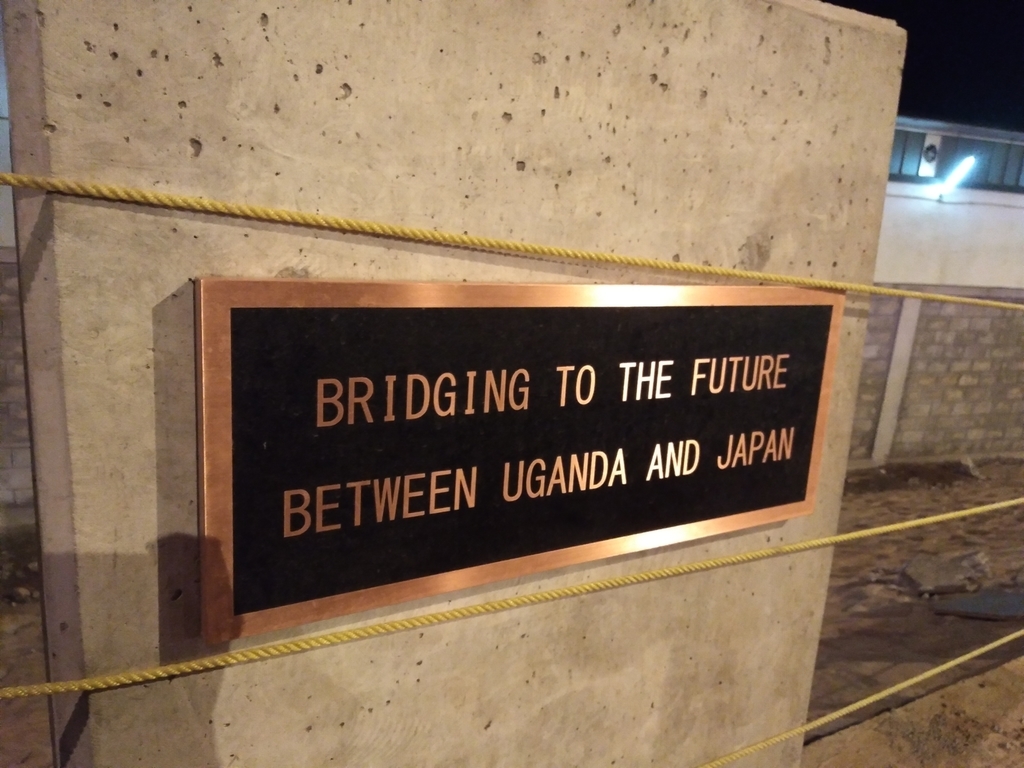 BRIDGING TO THE FUTURE
BETWEEN UGANDA AND JAPAN